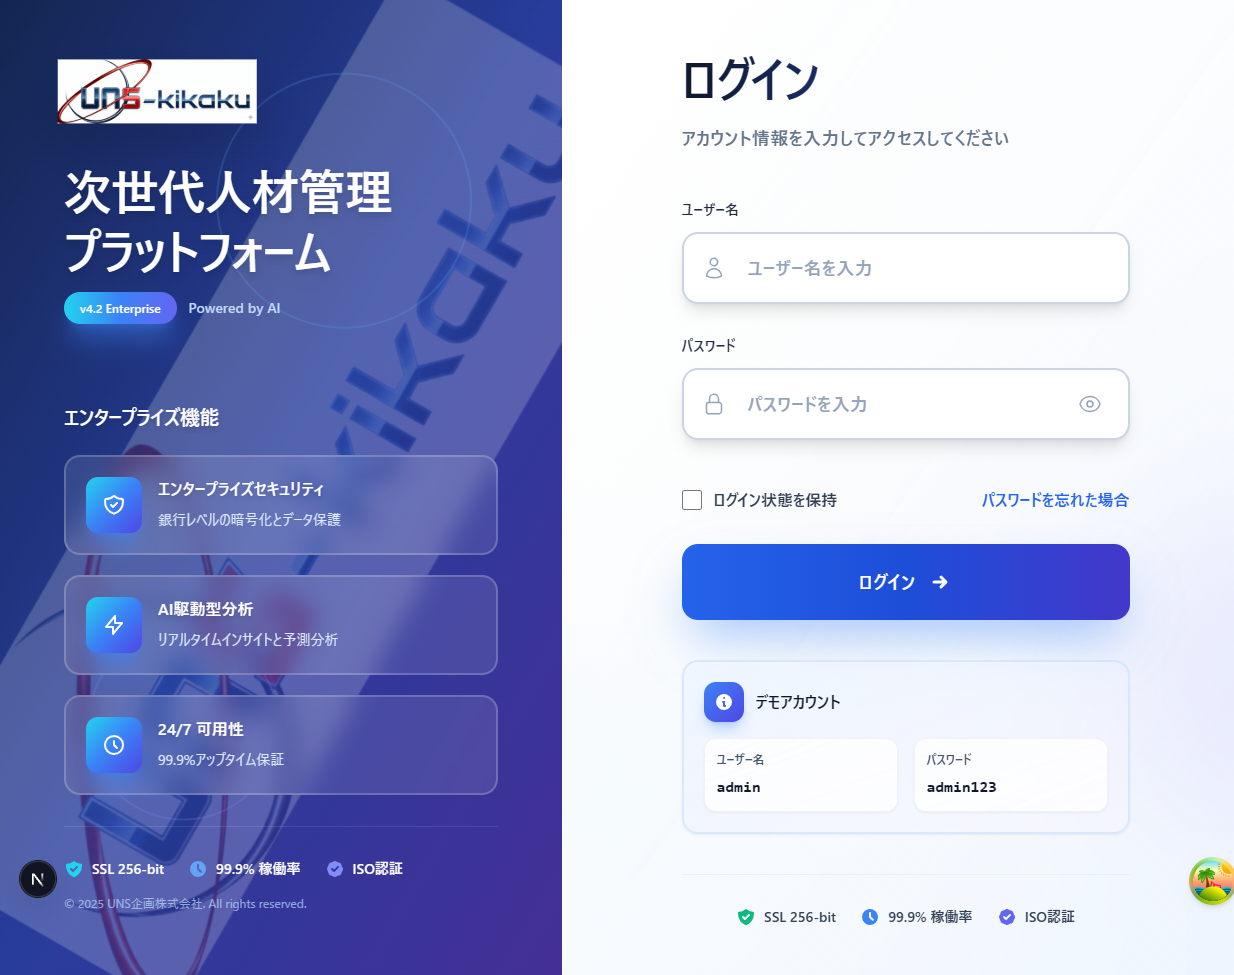 UNS-kikaku
次世代人材管理
プラットフォーム
v4.2 Enterprise
Powered by AI
エンタープライズ機能
エンタープライズセキュリティ
銀行レベルの暗号化とデータ保護
AI駆動型分析
リアルタイムインサイトと予測分析
24/7 可用性
99.9%アップタイム保証
SSL 256-bit
99.9% 稼働率
ISO認証
© 2025 UNS企画株式会社. All rights reserved.
N
UNS-kikaku
ログイン
アカウント情報を入力してアクセスしてください
ユーザー名
ユーザー名を入力
パスワード
パスワードを入力
ログイン状態を保持
パスワードを忘れた場合
ログイン
デモアカウント
ユーザー名
admin
パスワード
admin123
SSL 256-bit
99.9% 稼働率
ISO認証